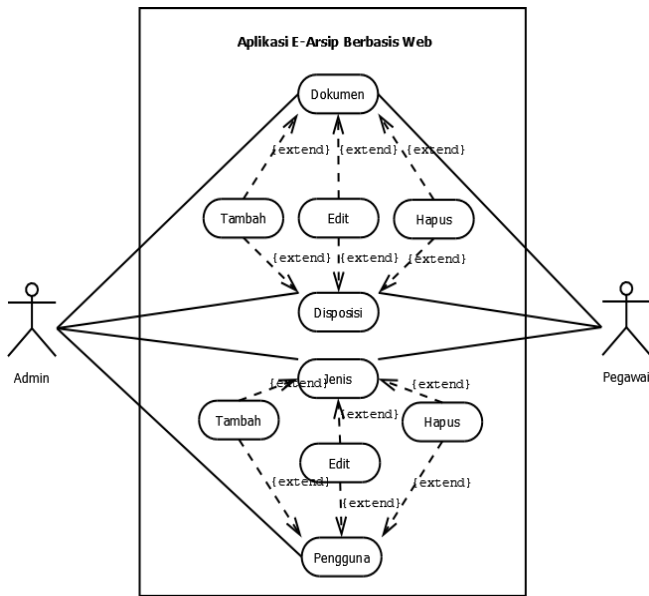 Aplikasi E-Arsip Berbasis Web
Dokumen
{extend} {extend} {extend}
Tambah Edit Hapus
{extend} {extend} {extend}
Disposisi
Admin Pegawai
Jenis
{extend} {extend} {extend}
Tambah Hapus
Edit
{extend} {extend} {extend}
Pengguna